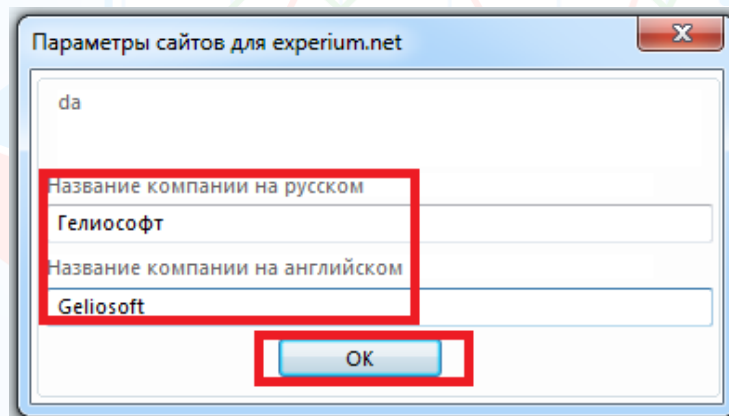 Параметры сайтов для experium.net
da
Название компании на русском
Гелиософт
Название компании на английском
Geliosoft
OK